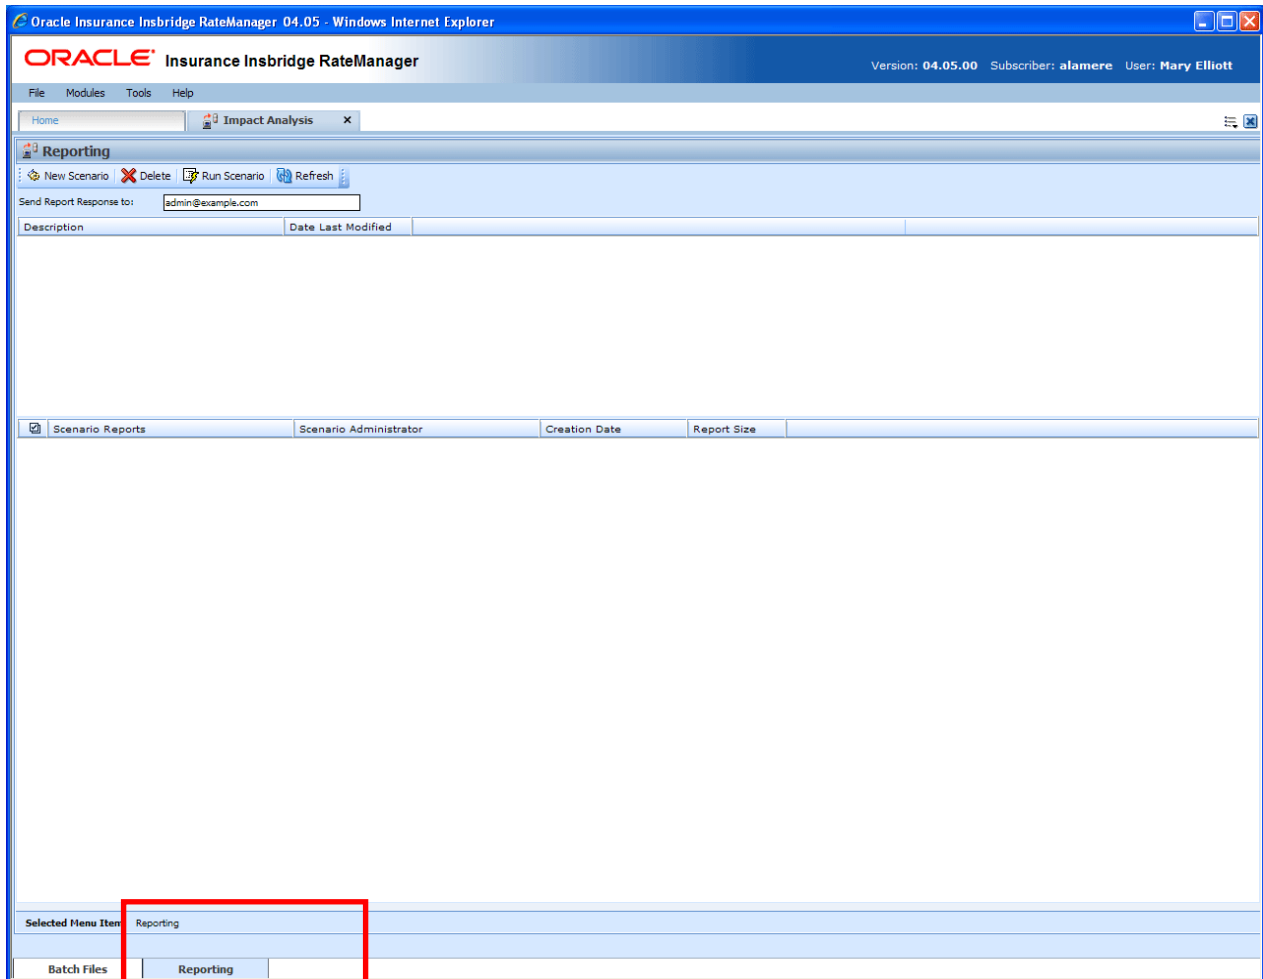 Oracle Insurance Insbridge RateManager 04.05 - Windows Internet Explorer
ORACLE Insurance Insbridge RateManager
Version: 04.05.00 Subscriber: alamere User: Mary Elliott
File Modules Tools Help
Home Impact Analysis x
Reporting
New Scenario Delete Run Scenario Refresh
Send Report Response to: admin@example.com
Description Date Last Modified
Scenario Reports Scenario Administrator Creation Date Report Size
Selected Menu Item Reporting
Batch Files Reporting